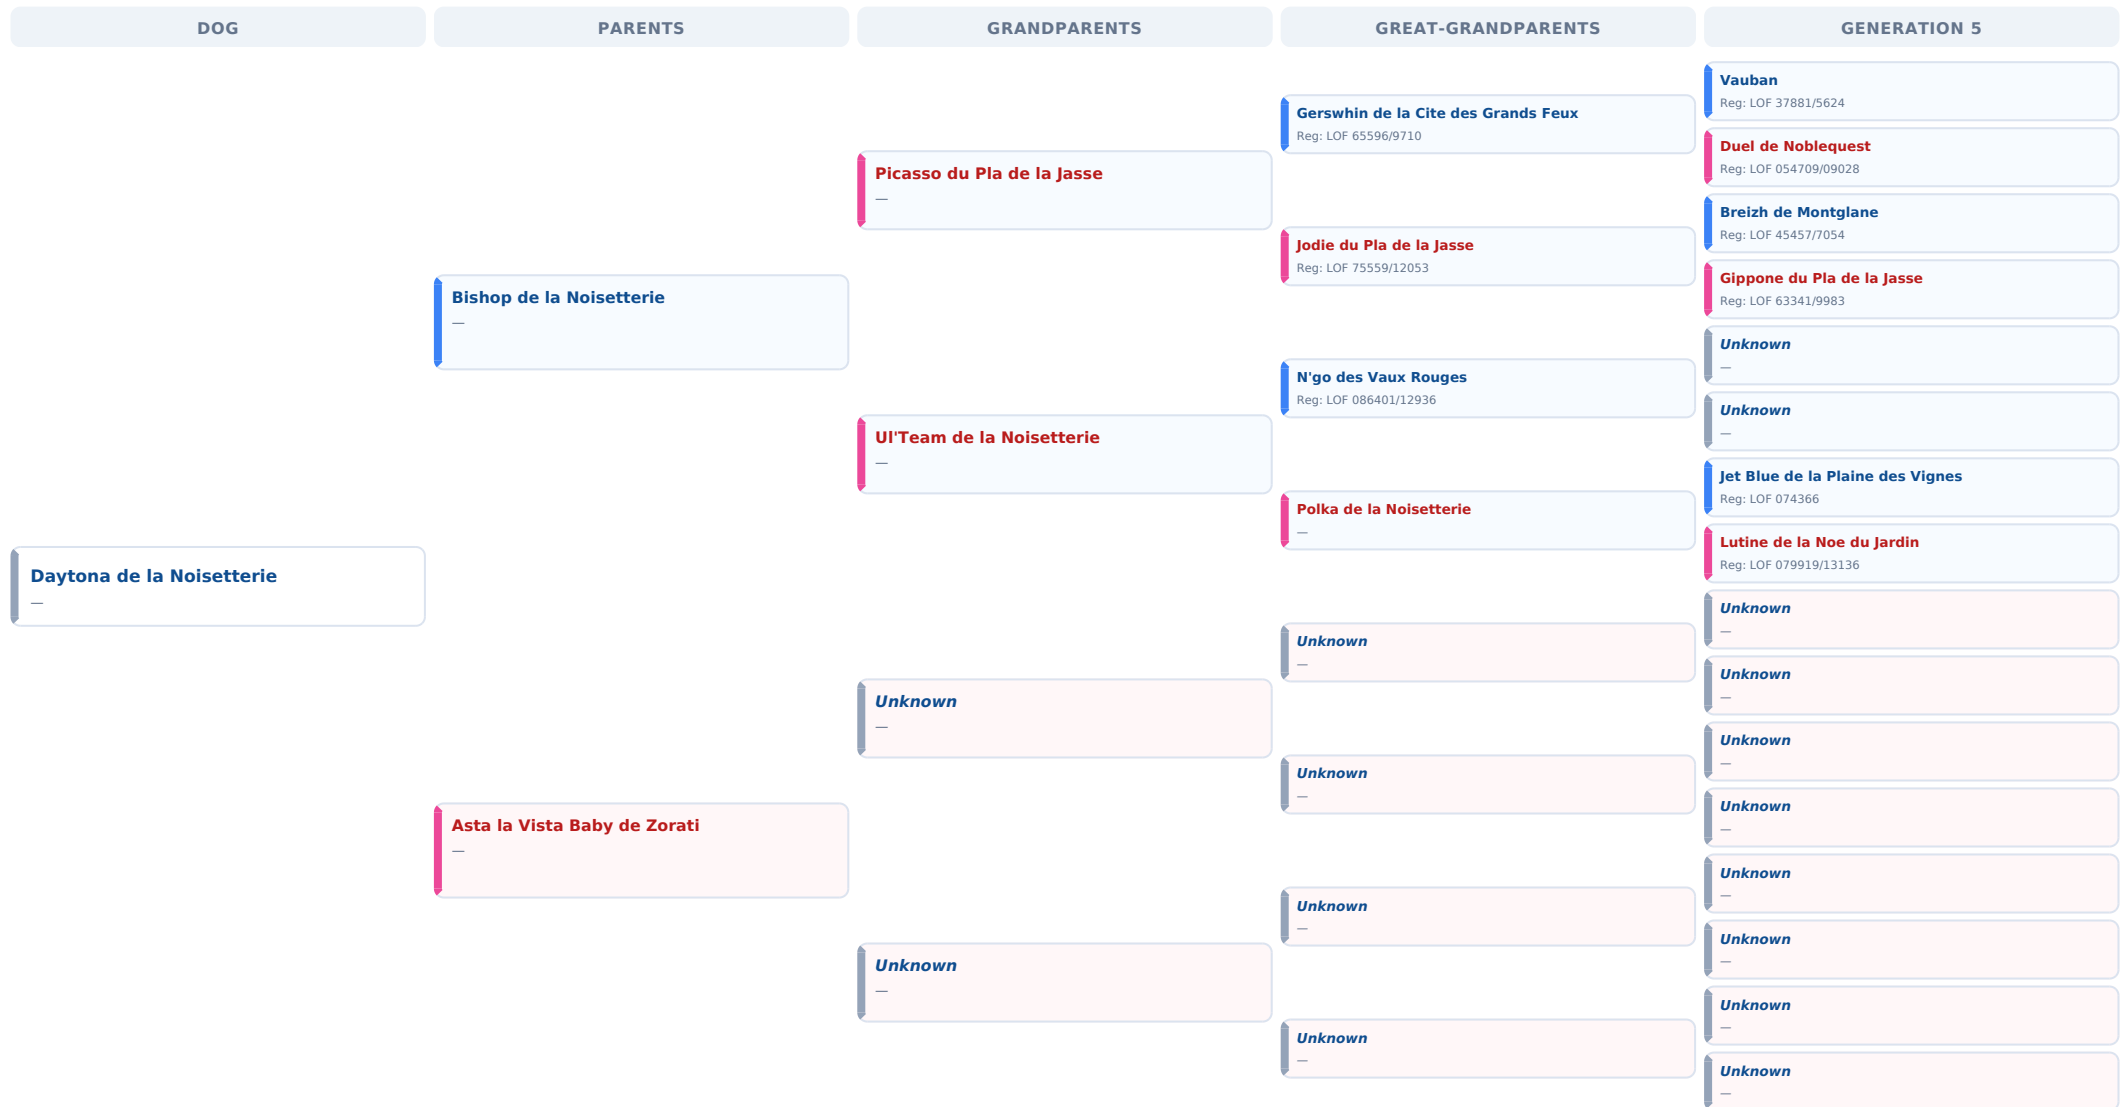 DOG
PARENTS
GRANDPARENTS
GREAT-GRANDPARENTS
GENERATION 5
Daytona de la Noisetterie
—
Bishop de la Noisetterie
—
Asta la Vista Baby de Zorati
—
Picasso du Pla de la Jasse
—
Ul'Team de la Noisetterie
—
Unknown
—
Unknown
—
Gerswhin de la Cite des Grands Feux
Reg: LOF 65596/9710
Jodie du Pla de la Jasse
Reg: LOF 75559/12053
N'go des Vaux Rouges
Reg: LOF 086401/12936
Polka de la Noisetterie
—
Unknown
—
Unknown
—
Unknown
—
Unknown
—
Vauban
Reg: LOF 37881/5624
Duel de Noblequest
Reg: LOF 054709/09028
Breizh de Montglane
Reg: LOF 45457/7054
Gippone du Pla de la Jasse
Reg: LOF 63341/9983
Unknown
—
Unknown
—
Jet Blue de la Plaine des Vignes
Reg: LOF 074366
Lutine de la Noe du Jardin
Reg: LOF 079919/13136
Unknown
—
Unknown
—
Unknown
—
Unknown
—
Unknown
—
Unknown
—
Unknown
—
Unknown
—